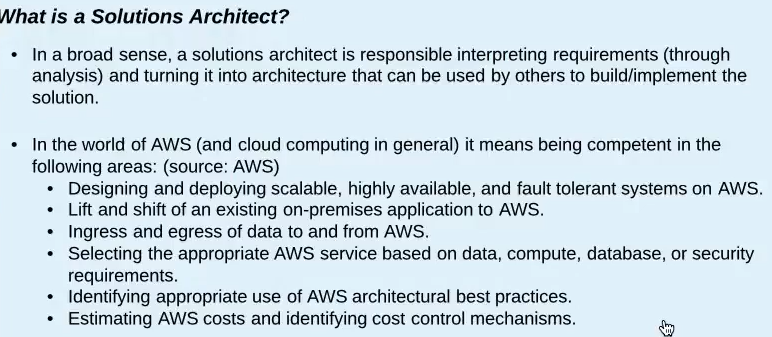 What is a Solutions Architect?
• In a broad sense, a solutions architect is responsible interpreting requirements (through
analysis) and turning it into architecture that can be used by others to build/implement the
solution.
• In the world of AWS (and cloud computing in general) it means being competent in the
following areas: (source: AWS)
• Designing and deploying scalable, highly available, and fault tolerant systems on AWS.
• Lift and shift of an existing on-premises application to AWS.
• Ingress and egress of data to and from AWS.
• Selecting the appropriate AWS service based on data, compute, database, or security
requirements.
• Identifying appropriate use of AWS architectural best practices.
• Estimating AWS costs and identifying cost control mechanisms.